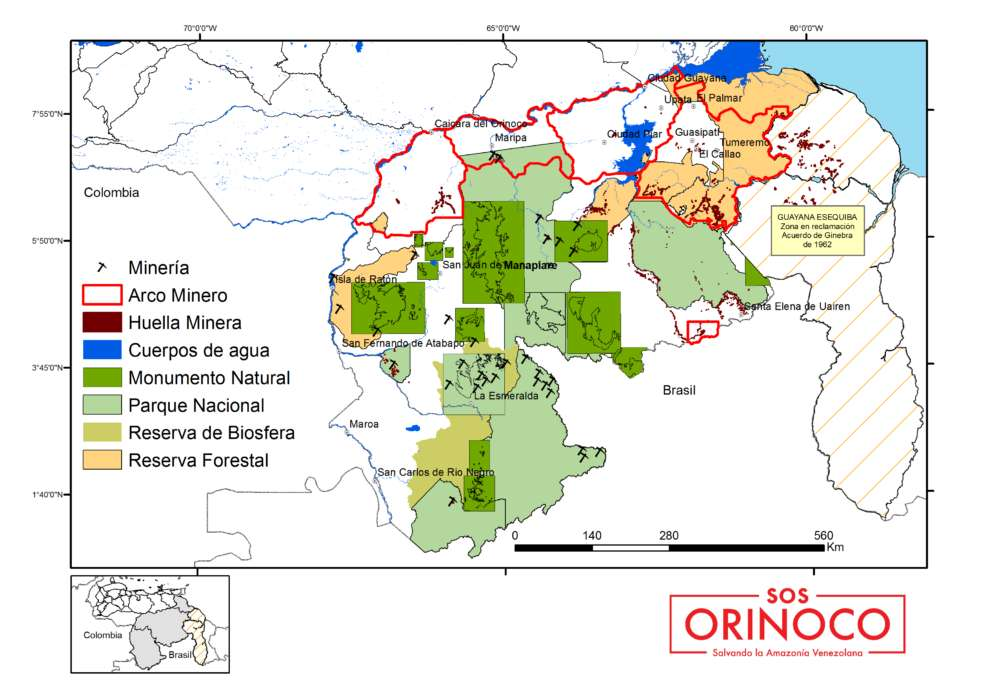 70°0'0"W
65°0'0"W
60°0'0"W
7°55'0"N
5°50'0"N
3°45'0"N
1°40'0"N
Colombia
Ciudad Guayana
Upata
El Palmar
Caicara del Orinoco
Maripa
Ciudad Piar
Guasipati
Tumeremo
El Callao
GUAYANA ESEQUIBA
Zona en reclamación
Acuerdo de Ginebra
de 1962
San Juan de Manapiare
Isla de Ratón
Santa Elena de Uairen
San Fernando de Atabapo
Brasil
La Esmeralda
Maroa
San Carlos de Rio Negro
Minería
Arco Minero
Huella Minera
Cuerpos de agua
Monumento Natural
Parque Nacional
Reserva de Biosfera
Reserva Forestal
0 140 280 560
Km
Colombia
Brasil
SOS
ORINOCO
Salvando la Amazonía Venezolana